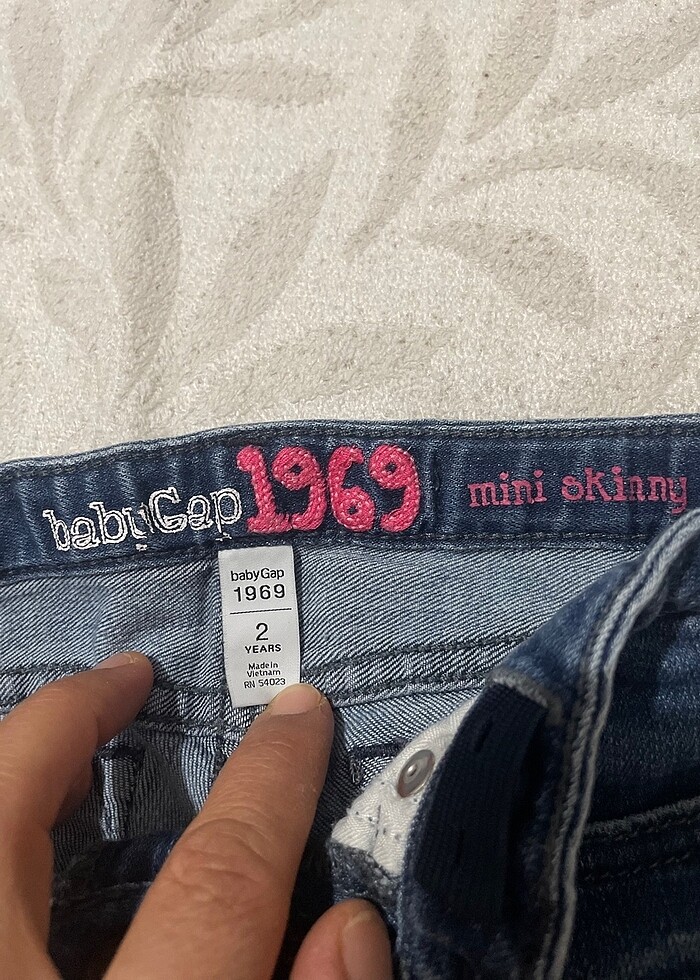 babyGap 1969 mini skinny
babyGap
1969
2
YEARS
Made in
Vietnam
RN 54023